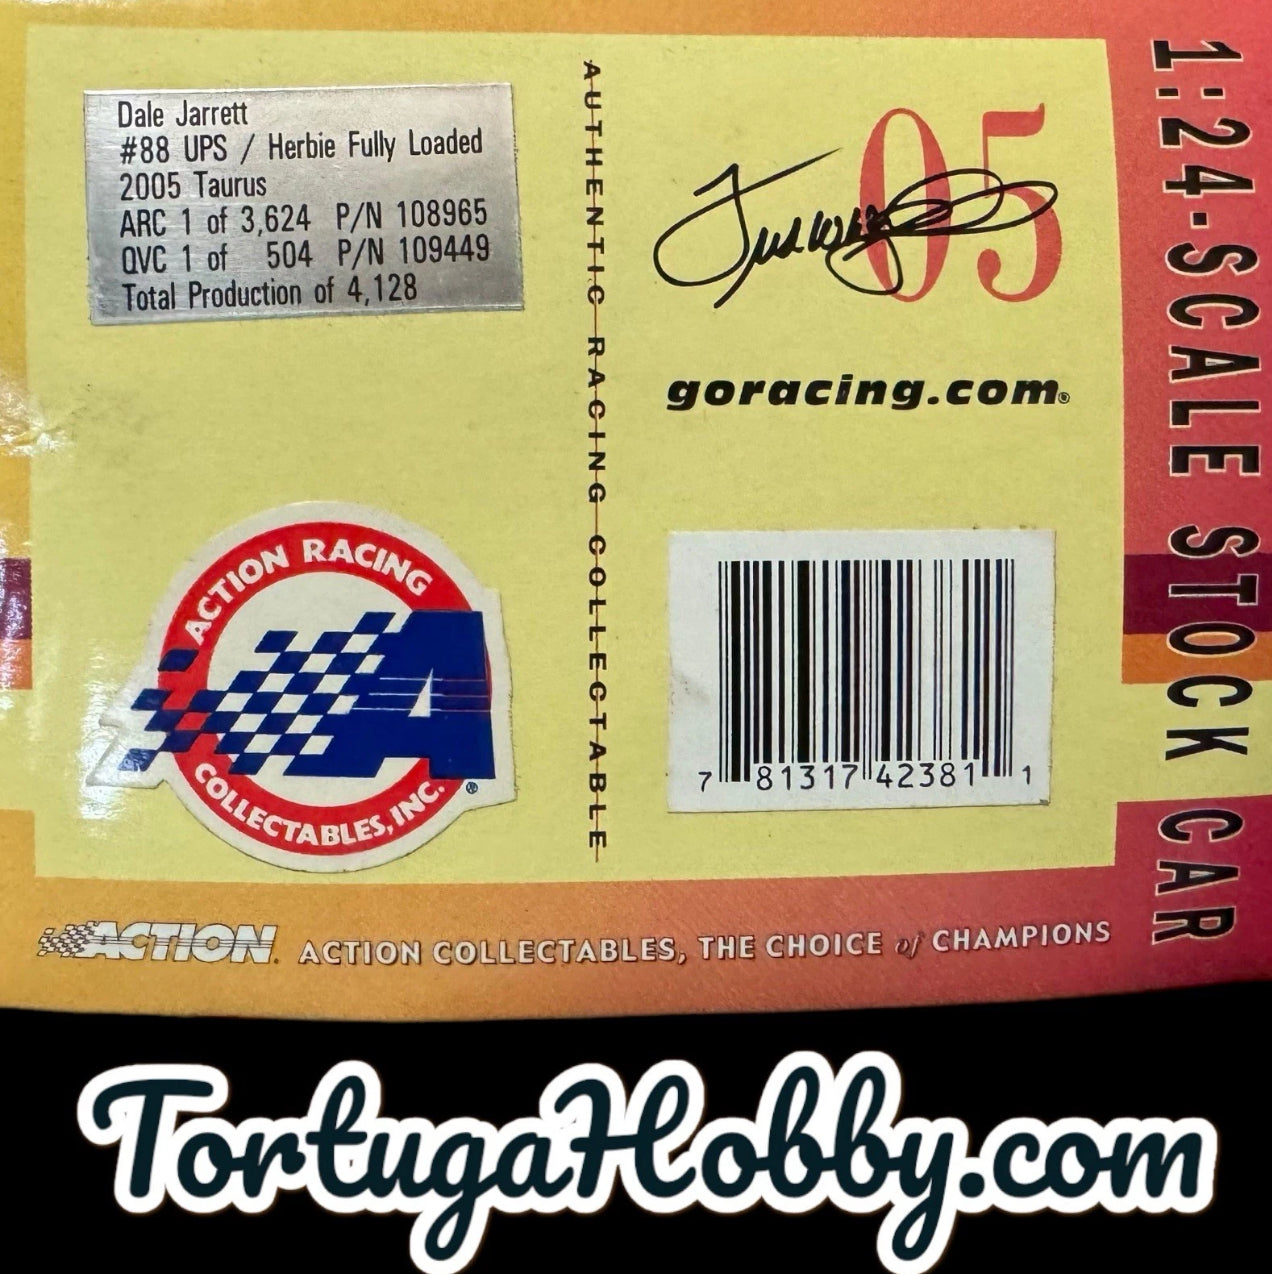 Dale Jarrett
#88 UPS / Herbie Fully Loaded
2005 Taurus
ARC 1 of 3,624 P/N 108965
QVC 1 of 504 P/N 109449
Total Production of 4,128
AUTHENTIC RACING COLLECTABLE
05
goracing.com®
ACTION RACING
A
COLLECTABLES, INC.®
7 81317 42381 1
1:24-SCALE STOCK CAR
ACTION. ACTION COLLECTABLES, THE CHOICE of CHAMPIONS
TortugaHobby.com